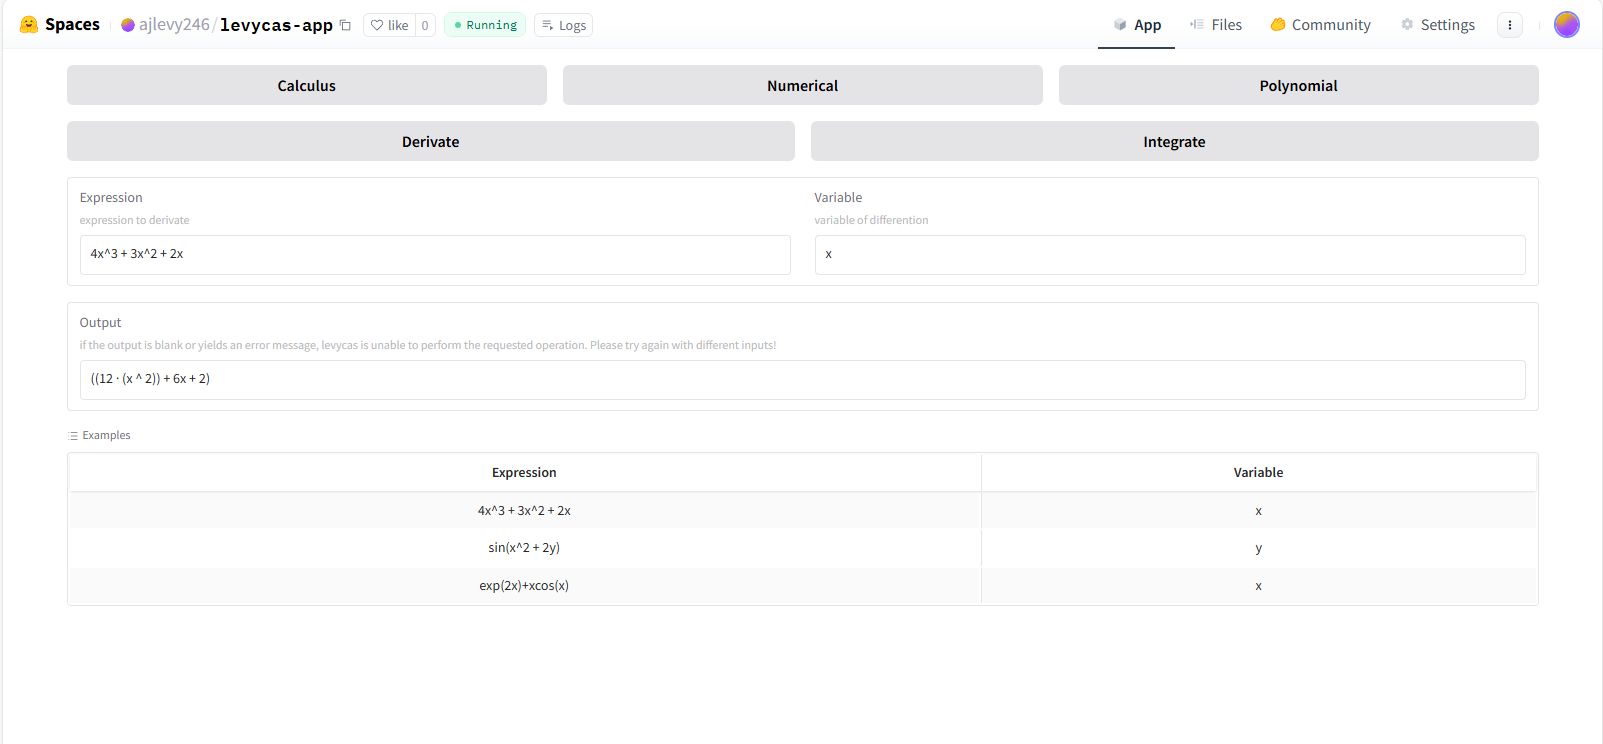 Spaces ajlevy246/levycas-app like 0 Running Logs App Files Community Settings
Calculus Numerical Polynomial
Derivate Integrate
Expression Variable
expression to derivate variable of differention
4x^3 + 3x^2 + 2x x
Output
if the output is blank or yields an error message, levycas is unable to perform the requested operation. Please try again with different inputs!
((12 · (x ^ 2)) + 6x + 2)
Examples
Expression Variable
4x^3 + 3x^2 + 2x x
sin(x^2 + 2y) y
exp(2x)+xcos(x) x